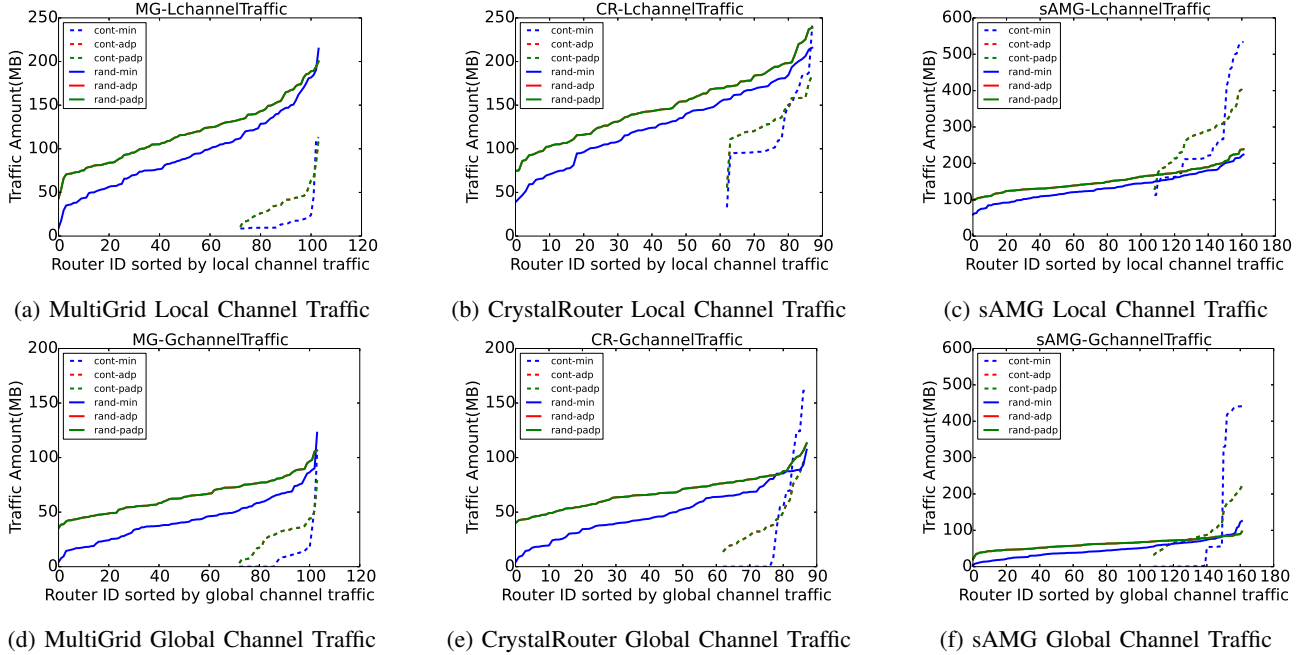 MG-LchannelTraffic
Traffic Amount(MB)
250
200
150
100
50
0
cont-min
cont-adp
cont-padp
rand-min
rand-adp
rand-padp
0 20 40 60 80 100 120
Router ID sorted by local channel traffic
(a) MultiGrid Local Channel Traffic
CR-LchannelTraffic
Traffic Amount(MB)
250
200
150
100
50
0
cont-min
cont-adp
cont-padp
rand-min
rand-adp
rand-padp
0 10 20 30 40 50 60 70 80 90
Router ID sorted by local channel traffic
(b) CrystalRouter Local Channel Traffic
sAMG-LchannelTraffic
Traffic Amount(MB)
600
500
400
300
200
100
0
cont-min
cont-adp
cont-padp
rand-min
rand-adp
rand-padp
0 20 40 60 80 100 120 140 160 180
Router ID sorted by local channel traffic
(c) sAMG Local Channel Traffic
MG-GchannelTraffic
Traffic Amount(MB)
200
150
100
50
0
cont-min
cont-adp
cont-padp
rand-min
rand-adp
rand-padp
0 20 40 60 80 100 120
Router ID sorted by global channel traffic
(d) MultiGrid Global Channel Traffic
CR-GchannelTraffic
Traffic Amount(MB)
200
150
100
50
0
cont-min
cont-adp
cont-padp
rand-min
rand-adp
rand-padp
0 10 20 30 40 50 60 70 80 90
Router ID sorted by global channel traffic
(e) CrystalRouter Global Channel Traffic
sAMG-GchannelTraffic
Traffic Amount(MB)
600
500
400
300
200
100
0
cont-min
cont-adp
cont-padp
rand-min
rand-adp
rand-padp
0 20 40 60 80 100 120 140 160 180
Router ID sorted by global channel traffic
(f) sAMG Global Channel Traffic